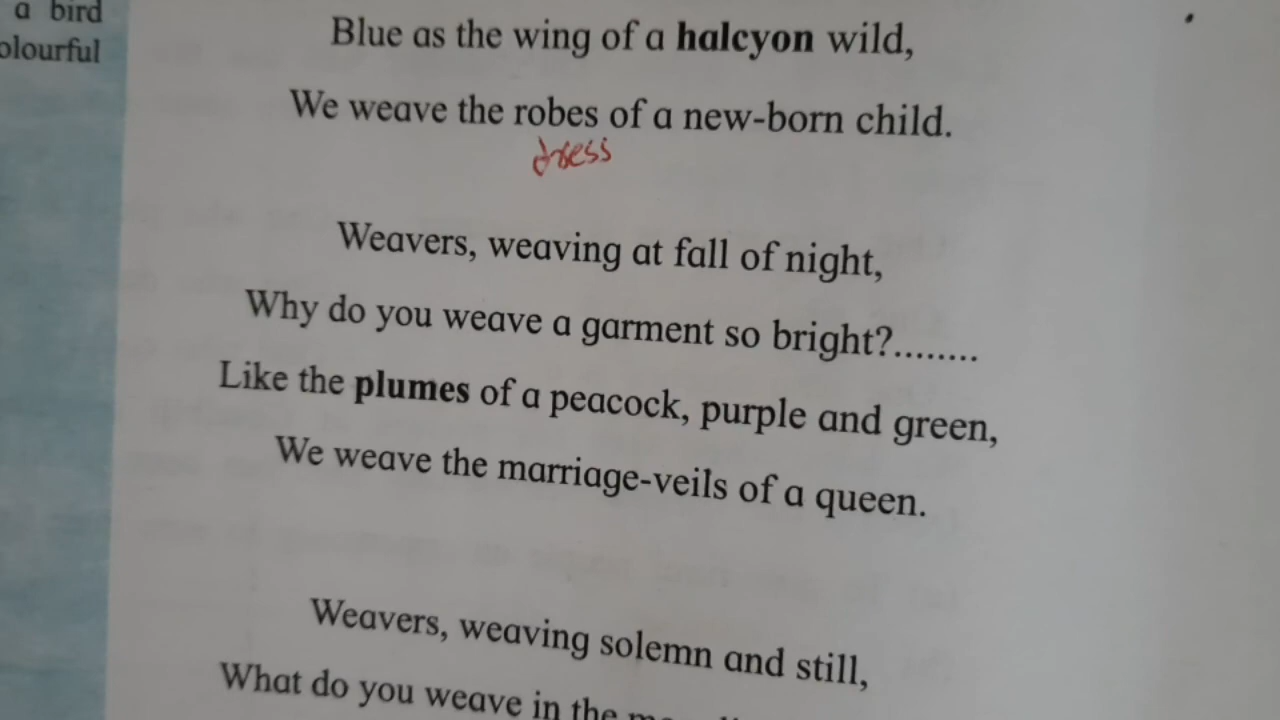 a bird
olourful
Blue as the wing of a halcyon wild,
We weave the robes of a new-born child.
dress
Weavers, weaving at fall of night,
Why do you weave a garment so bright?........
Like the plumes of a peacock, purple and green,
We weave the marriage-veils of a queen.
Weavers, weaving solemn and still,
What do you weave in the